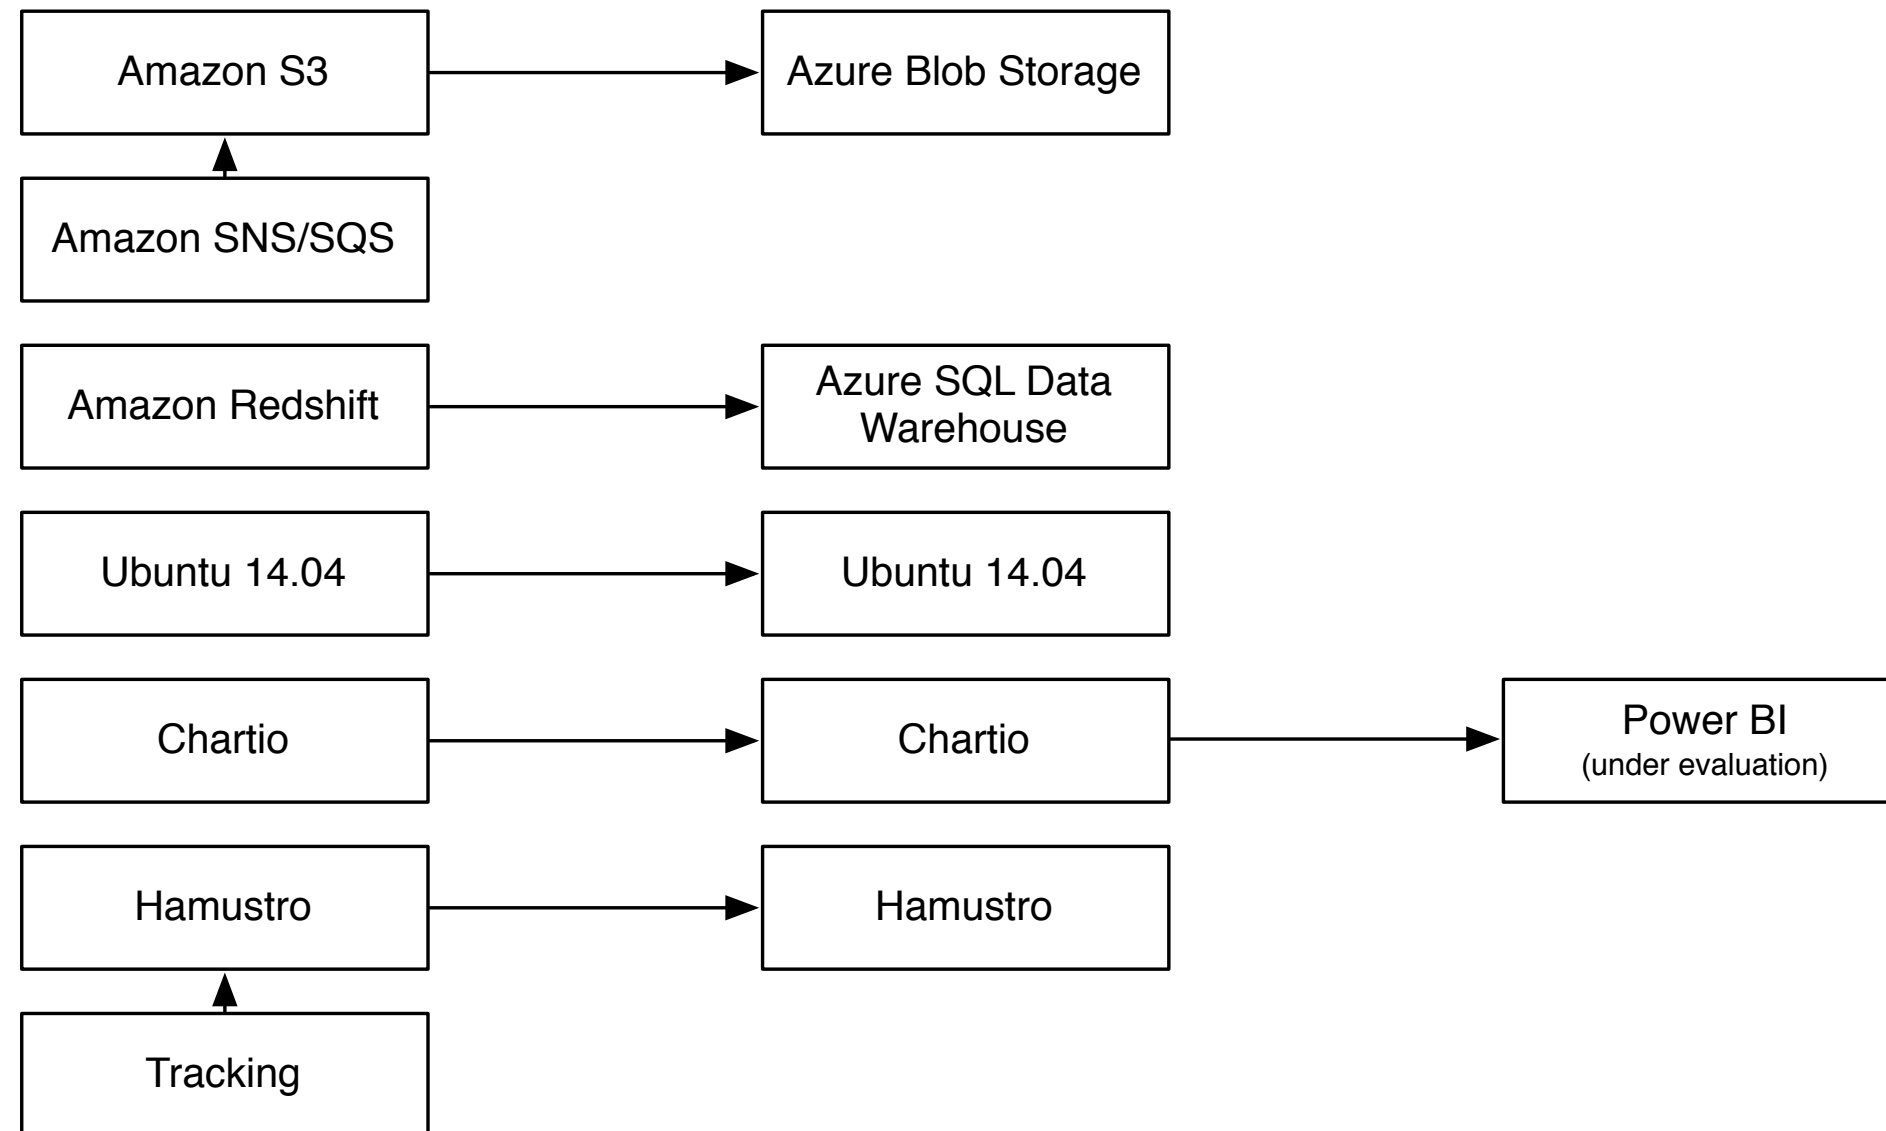 Amazon S3
Azure Blob Storage
Amazon SNS/SQS
Amazon Redshift
Azure SQL Data
Warehouse
Ubuntu 14.04
Ubuntu 14.04
Chartio
Chartio
Power BI
(under evaluation)
Hamustro
Hamustro
Tracking